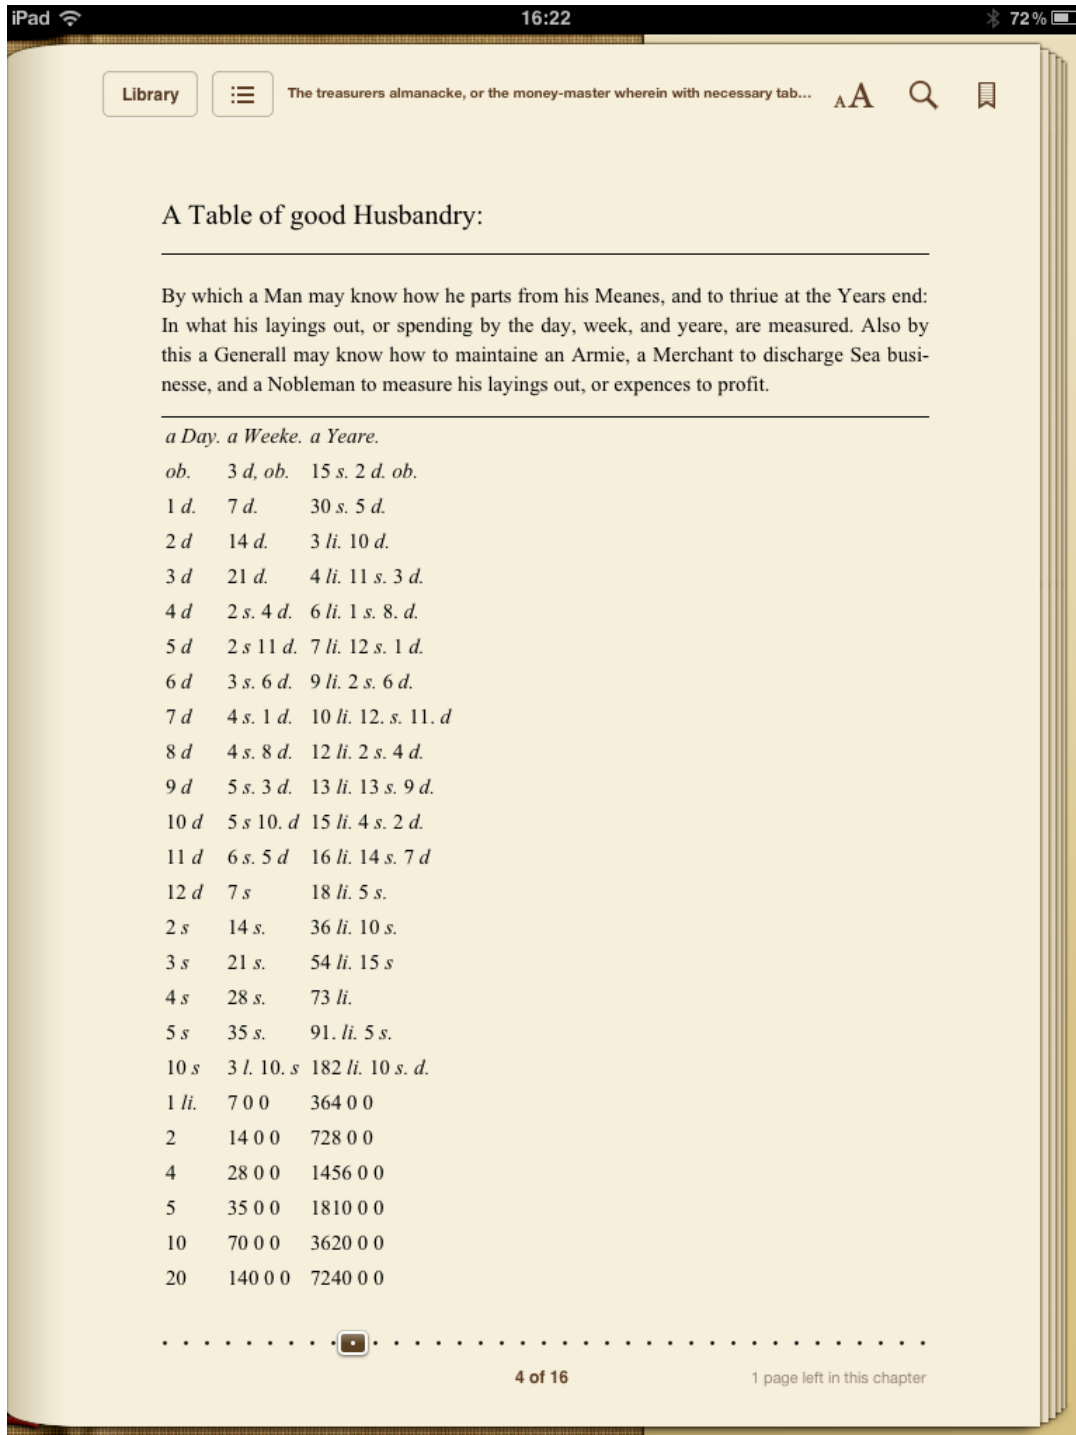 iPad 16:22 72%
Library The treasurers almanacke, or the money-master wherein with necessary tab... AA
A Table of good Husbandry:
By which a Man may know how he parts from his Meanes, and to thriue at the Years end:
In what his layings out, or spending by the day, week, and yeare, are measured. Also by
this a Generall may know how to maintaine an Armie, a Merchant to discharge Sea busi-
nesse, and a Nobleman to measure his layings out, or expences to profit.
a Day. a Weeke. a Yeare.
ob. 3 d, ob. 15 s. 2 d. ob.
1 d. 7 d. 30 s. 5 d.
2 d 14 d. 3 li. 10 d.
3 d 21 d. 4 li. 11 s. 3 d.
4 d 2 s. 4 d. 6 li. 1 s. 8. d.
5 d 2 s 11 d. 7 li. 12 s. 1 d.
6 d 3 s. 6 d. 9 li. 2 s. 6 d.
7 d 4 s. 1 d. 10 li. 12. s. 11. d
8 d 4 s. 8 d. 12 li. 2 s. 4 d.
9 d 5 s. 3 d. 13 li. 13 s. 9 d.
10 d 5 s 10. d 15 li. 4 s. 2 d.
11 d 6 s. 5 d 16 li. 14 s. 7 d
12 d 7 s 18 li. 5 s.
2 s 14 s. 36 li. 10 s.
3 s 21 s. 54 li. 15 s
4 s 28 s. 73 li.
5 s 35 s. 91. li. 5 s.
10 s 3 l. 10. s 182 li. 10 s. d.
1 li. 7 0 0 364 0 0
2 14 0 0 728 0 0
4 28 0 0 1456 0 0
5 35 0 0 1810 0 0
10 70 0 0 3620 0 0
20 140 0 0 7240 0 0
4 of 16 1 page left in this chapter